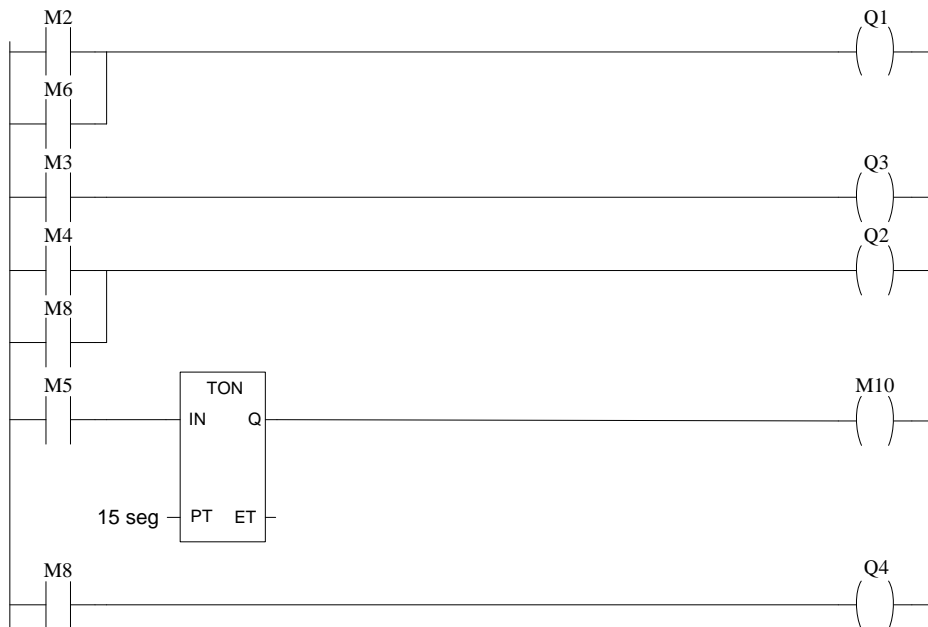 M2 Q1
M6
M3 Q3
M4 Q2
M8
M5 TON M10
IN Q
15 seg PT ET
M8 Q4